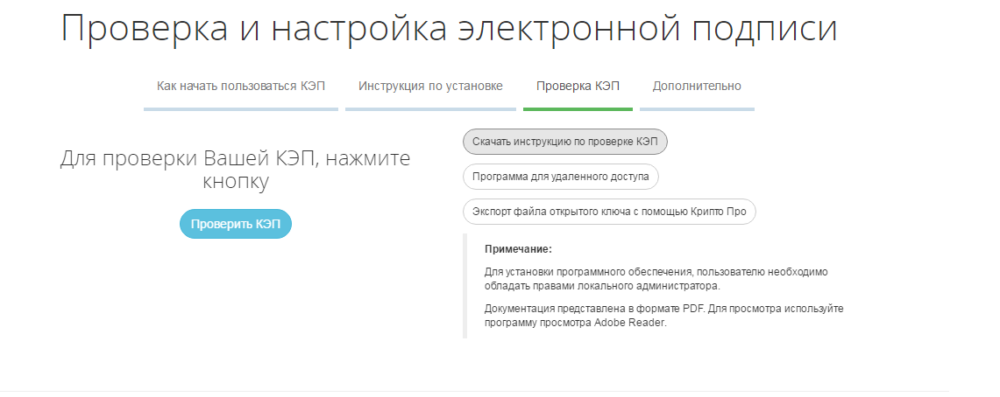 Проверка и настройка электронной подписи
Как начать пользоваться КЭП
Инструкция по установке
Проверка КЭП
Дополнительно
Для проверки Вашей КЭП, нажмите
кнопку
Проверить КЭП
Скачать инструкцию по проверке КЭП
Программа для удаленного доступа
Экспорт файла открытого ключа с помощью Крипто Про
Примечание:
Для установки программного обеспечения, пользователю необходимо
обладать правами локального администратора.
Документация представлена в формате PDF. Для просмотра используйте
программу просмотра Adobe Reader.